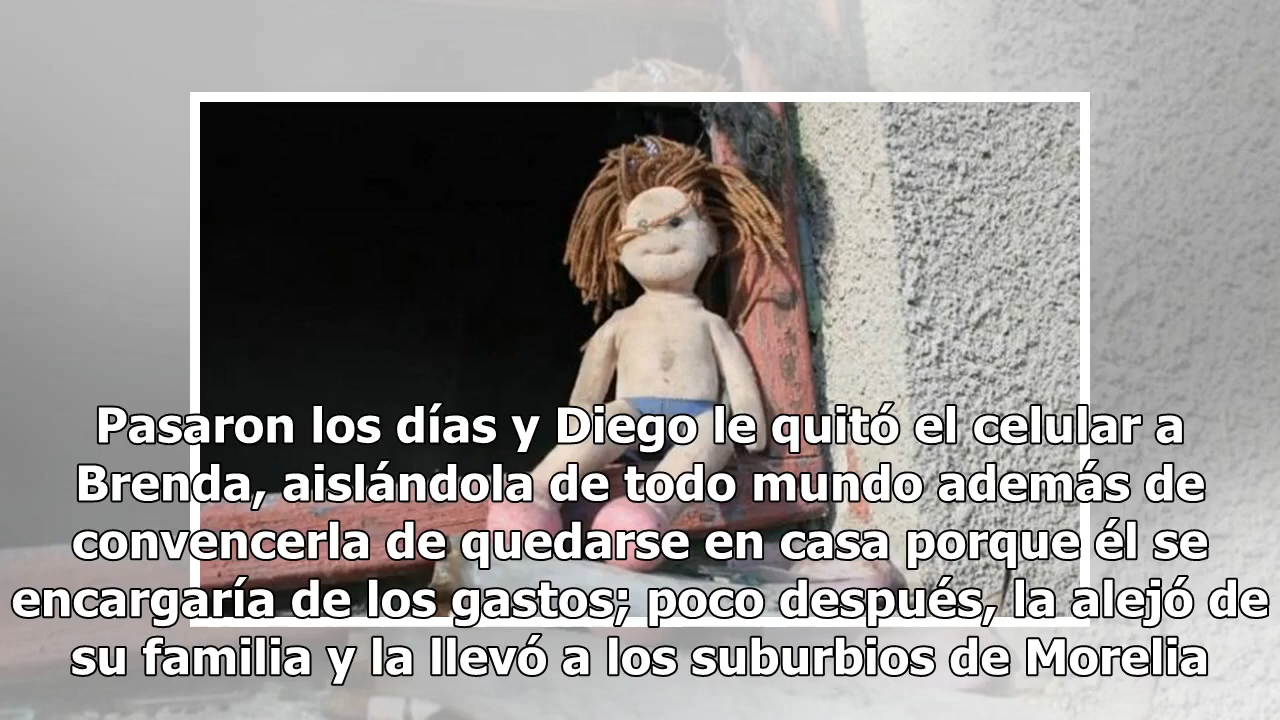 Pasaron los días y Diego le quitó el celular a
Brenda, aislándola de todo mundo además de
convencerla de quedarse en casa porque él se
encargaría de los gastos; poco después, la alejó de
su familia y la llevó a los suburbios de Morelia